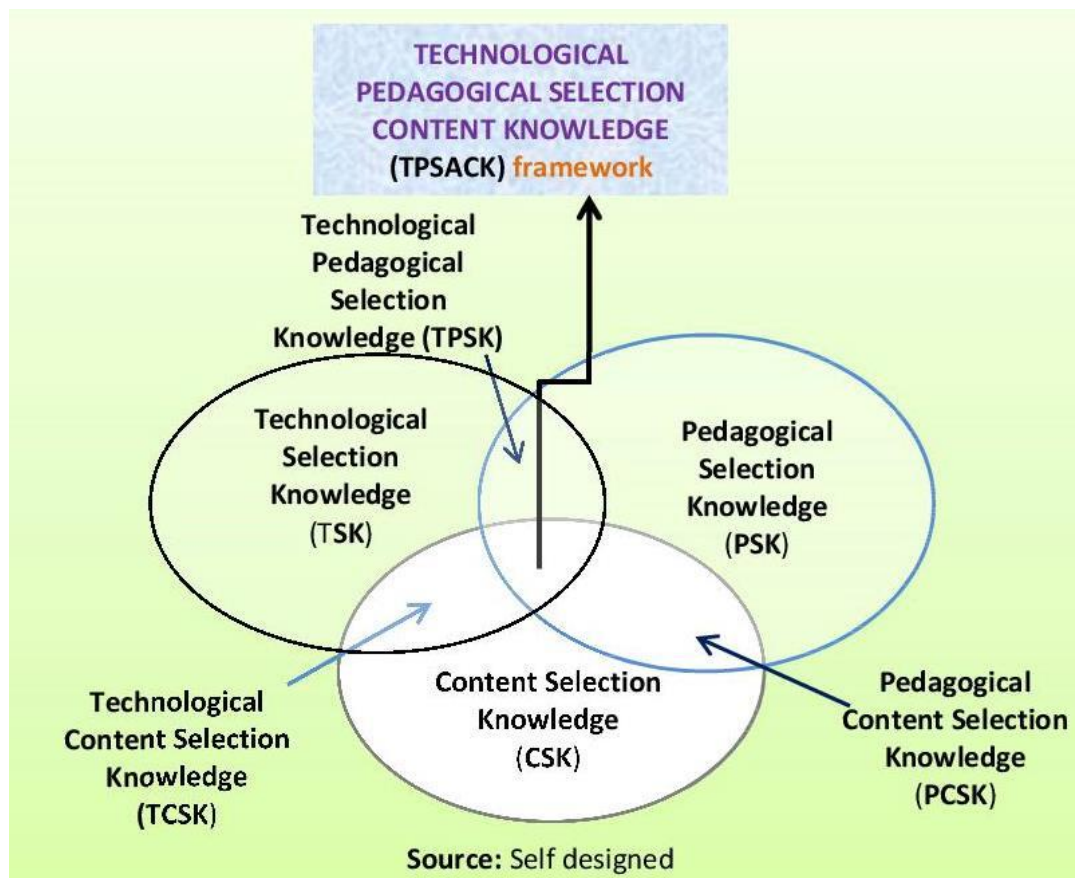 TECHNOLOGICAL
PEDAGOGICAL SELECTION
CONTENT KNOWLEDGE
(TPSACK) framework
Technological
Pedagogical
Selection
Knowledge (TPSK)
Technological
Selection
Knowledge
(TSK)
Pedagogical
Selection
Knowledge
(PSK)
Content Selection
Knowledge
(CSK)
Technological
Content Selection
Knowledge
(TCSK)
Pedagogical
Content Selection
Knowledge
(PCSK)
Source: Self designed